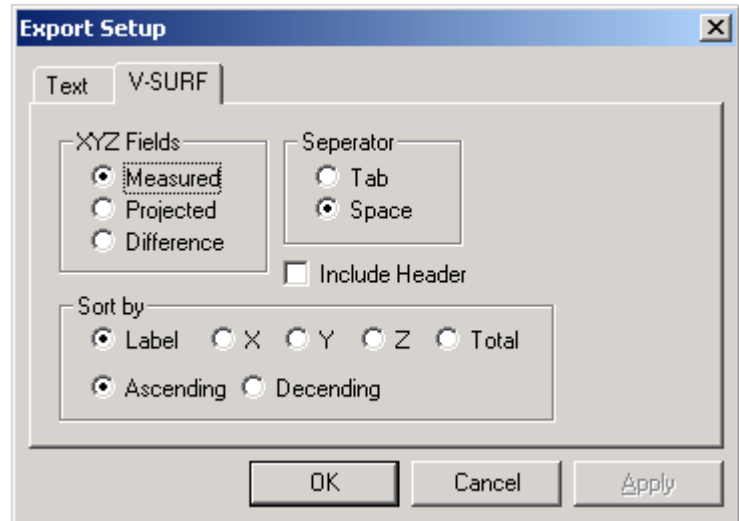 Export Setup
Text V-SURF
XYZ Fields
Measured
Projected
Difference
Seperator
Tab
Space
Include Header
Sort by
Label X Y Z Total
Ascending Decending
OK Cancel Apply